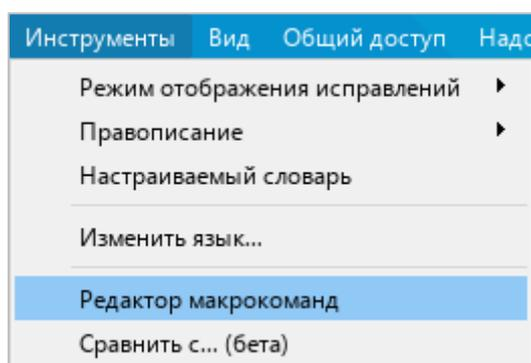 Инструменты Вид Общий доступ
Режим отображения исправлений
Правописание
Настраиваемый словарь
Изменить язык...
Редактор макрокоманд
Сравнить с... (бета)